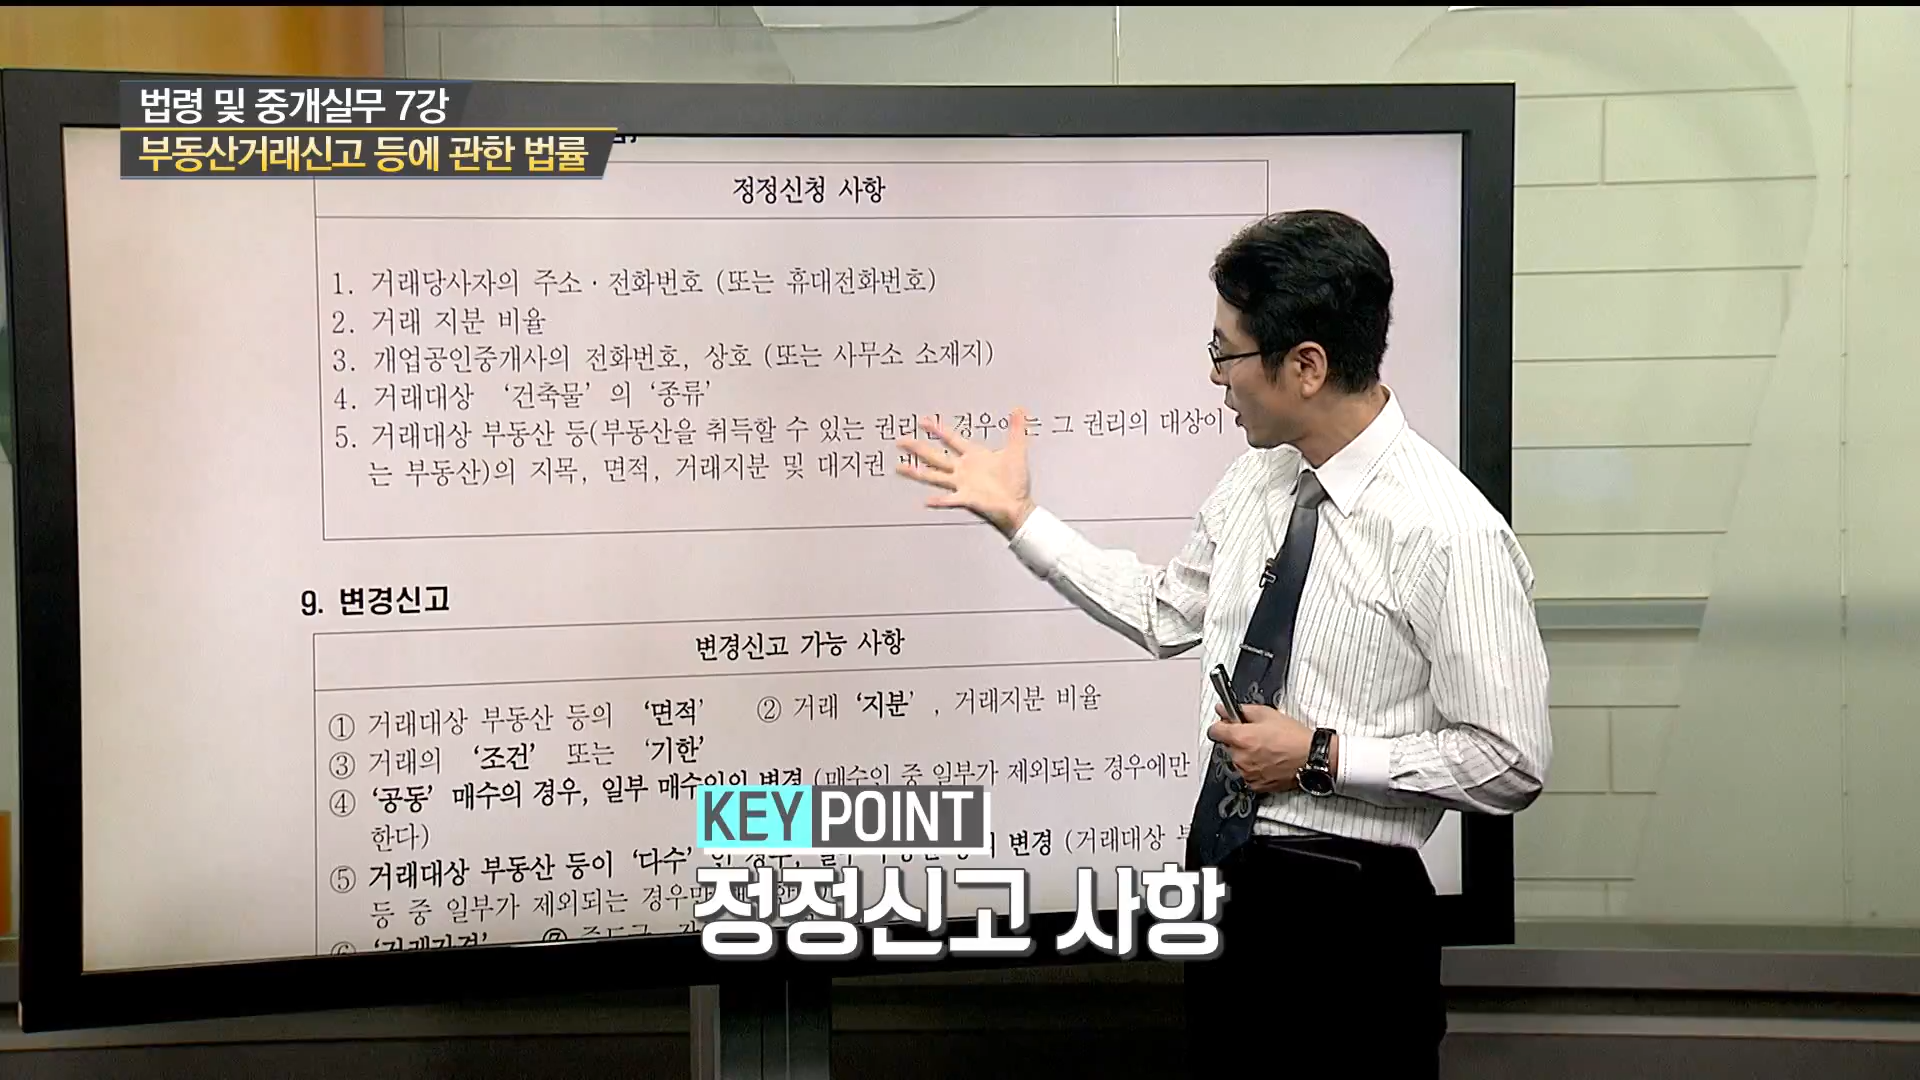 법령 및 중개실무 7강
부동산거래신고 등에 관한 법률
정정신청 사항
1. 거래당사자의 주소·전화번호 (또는 휴대전화번호)
2. 거래 지분 비율
3. 개업공인중개사의 전화번호, 상호 (또는 사무소 소재지)
4. 거래대상 ‘건축물’ 의 ‘종류’
5. 거래대상 부동산 등(부동산을 취득할 수 있는 권리 경우에는 그 권리의 대상이
는 부동산)의 지목, 면적, 거래지분 및 대지권
9. 변경신고
변경신고 가능 사항
① 거래대상 부동산 등의 ‘면적’ ② 거래 ‘지분’ , 거래지분 비율
③ 거래의 ‘조건’ 또는 ‘기한’
④ ‘공동’ 매수의 경우, 일부 매수인의 변경 (매수인 중 일부가 제외되는 경우에만
한다)
⑤ 거래대상 부동산 등이 ‘다수’ 변경 (거래대상
등 중 일부가 제외되는 경우만
⑥ ‘거래가격’ ⑦ 중도금
KEY POINT
정정신고 사항